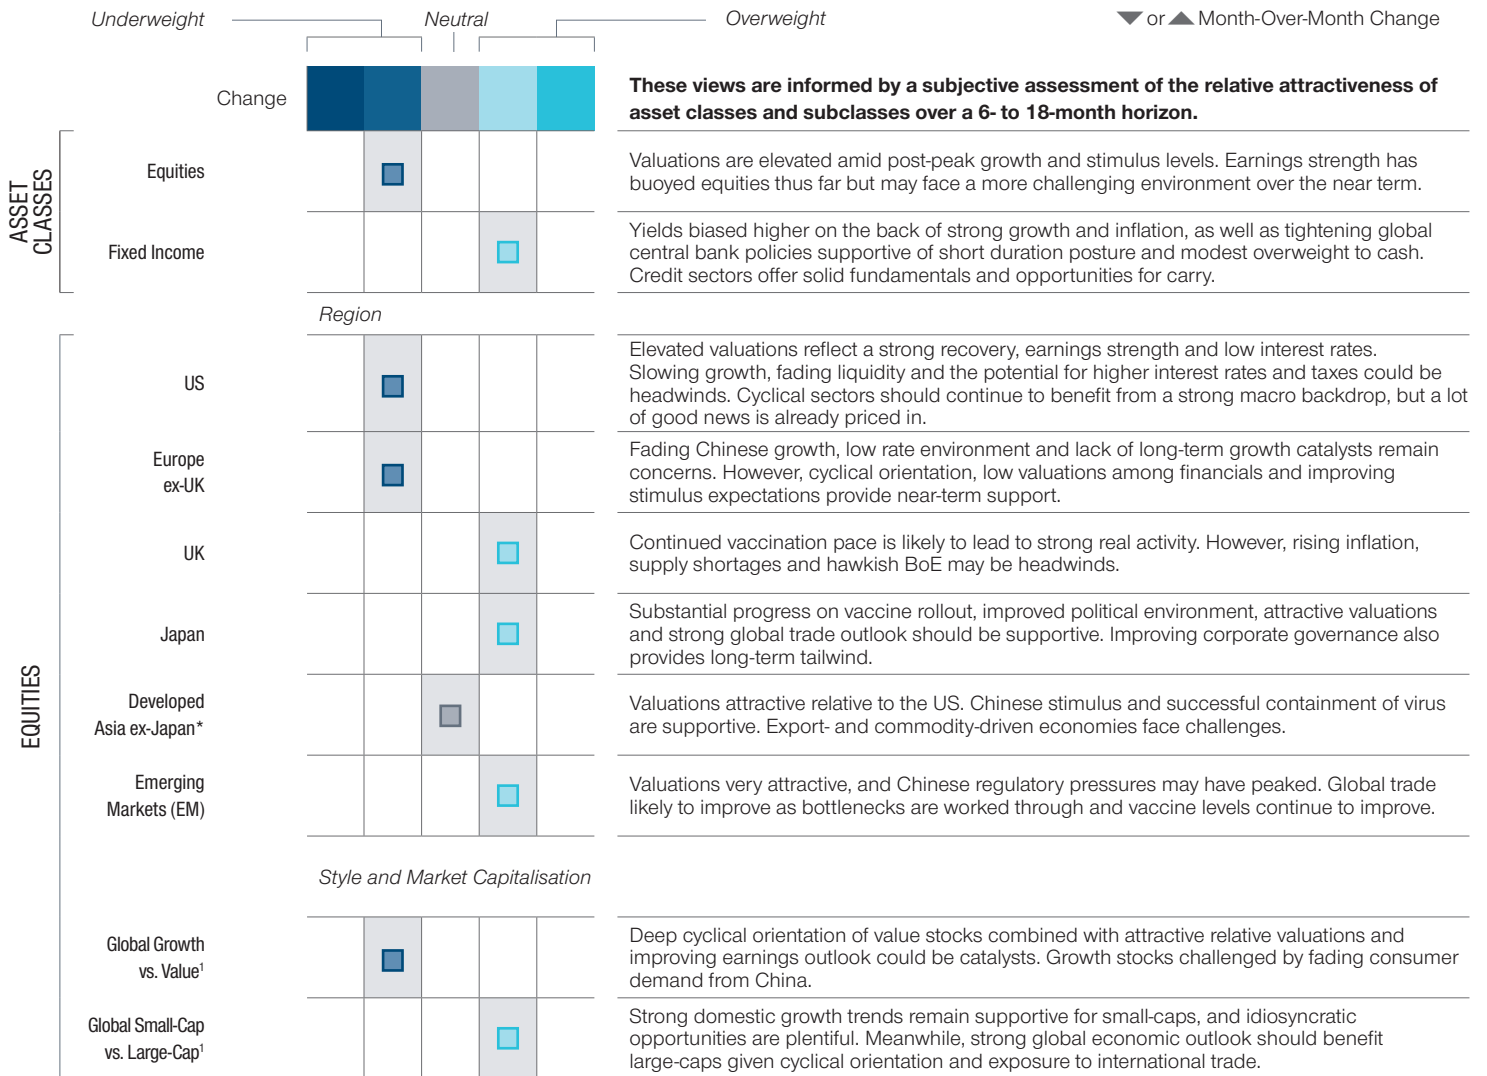 Underweight
Neutral
Overweight
or Month-Over-Month Change
Change
These views are informed by a subjective assessment of the relative attractiveness of
asset classes and subclasses over a 6- to 18-month horizon.
ASSET
CLASSES
Equities
Valuations are elevated amid post-peak growth and stimulus levels. Earnings strength has
buoyed equities thus far but may face a more challenging environment over the near term.
Fixed Income
Yields biased higher on the back of strong growth and inflation, as well as tightening global
central bank policies supportive of short duration posture and modest overweight to cash.
Credit sectors offer solid fundamentals and opportunities for carry.
Region
EQUITIES
US
Elevated valuations reflect a strong recovery, earnings strength and low interest rates.
Slowing growth, fading liquidity and the potential for higher interest rates and taxes could be
headwinds. Cyclical sectors should continue to benefit from a strong macro backdrop, but a lot
of good news is already priced in.
Europe
ex-UK
Fading Chinese growth, low rate environment and lack of long-term growth catalysts remain
concerns. However, cyclical orientation, low valuations among financials and improving
stimulus expectations provide near-term support.
UK
Continued vaccination pace is likely to lead to strong real activity. However, rising inflation,
supply shortages and hawkish BoE may be headwinds.
Japan
Substantial progress on vaccine rollout, improved political environment, attractive valuations
and strong global trade outlook should be supportive. Improving corporate governance also
provides long-term tailwind.
Developed
Asia ex-Japan*
Valuations attractive relative to the US. Chinese stimulus and successful containment of virus
are supportive. Export- and commodity-driven economies face challenges.
Emerging
Markets (EM)
Valuations very attractive, and Chinese regulatory pressures may have peaked. Global trade
likely to improve as bottlenecks are worked through and vaccine levels continue to improve.
Style and Market Capitalisation
Global Growth
vs. Value¹
Deep cyclical orientation of value stocks combined with attractive relative valuations and
improving earnings outlook could be catalysts. Growth stocks challenged by fading consumer
demand from China.
Global Small-Cap
vs. Large-Cap¹
Strong domestic growth trends remain supportive for small-caps, and idiosyncratic
opportunities are plentiful. Meanwhile, strong global economic outlook should benefit
large-caps given cyclical orientation and exposure to international trade.